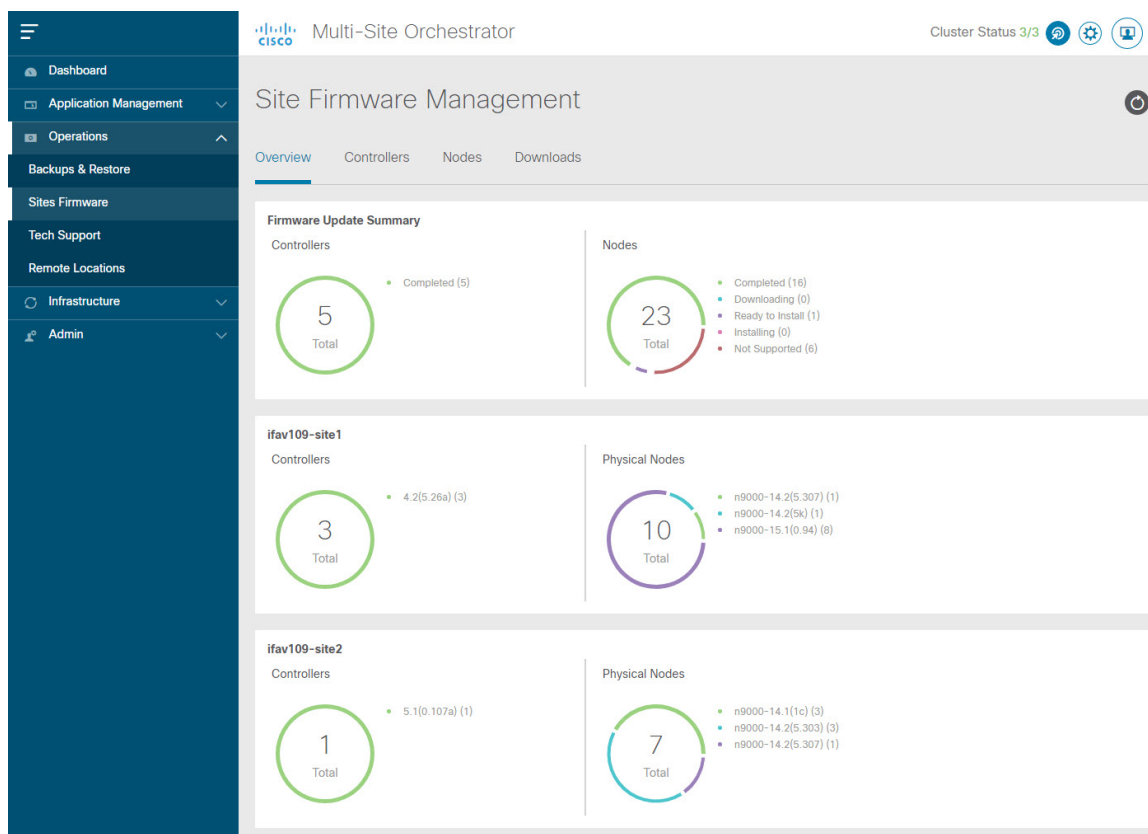 CISCO Multi-Site Orchestrator
Cluster Status 3/3
Dashboard
Application Management
Operations
Backups & Restore
Sites Firmware
Tech Support
Remote Locations
Infrastructure
Admin
Site Firmware Management
Overview Controllers Nodes Downloads
Firmware Update Summary
Controllers
5
Total
Completed (5)
Nodes
23
Total
Completed (16)
Downloading (0)
Ready to Install (1)
Installing (0)
Not Supported (6)
ifav109-site1
Controllers
3
Total
4.2(5.26a) (3)
Physical Nodes
10
Total
n9000-14.2(5.307) (1)
n9000-14.2(5k) (1)
n9000-15.1(0.94) (8)
ifav109-site2
Controllers
1
Total
5.1(0.107a) (1)
Physical Nodes
7
Total
n9000-14.1(1c) (3)
n9000-14.2(5.303) (3)
n9000-14.2(5.307) (1)